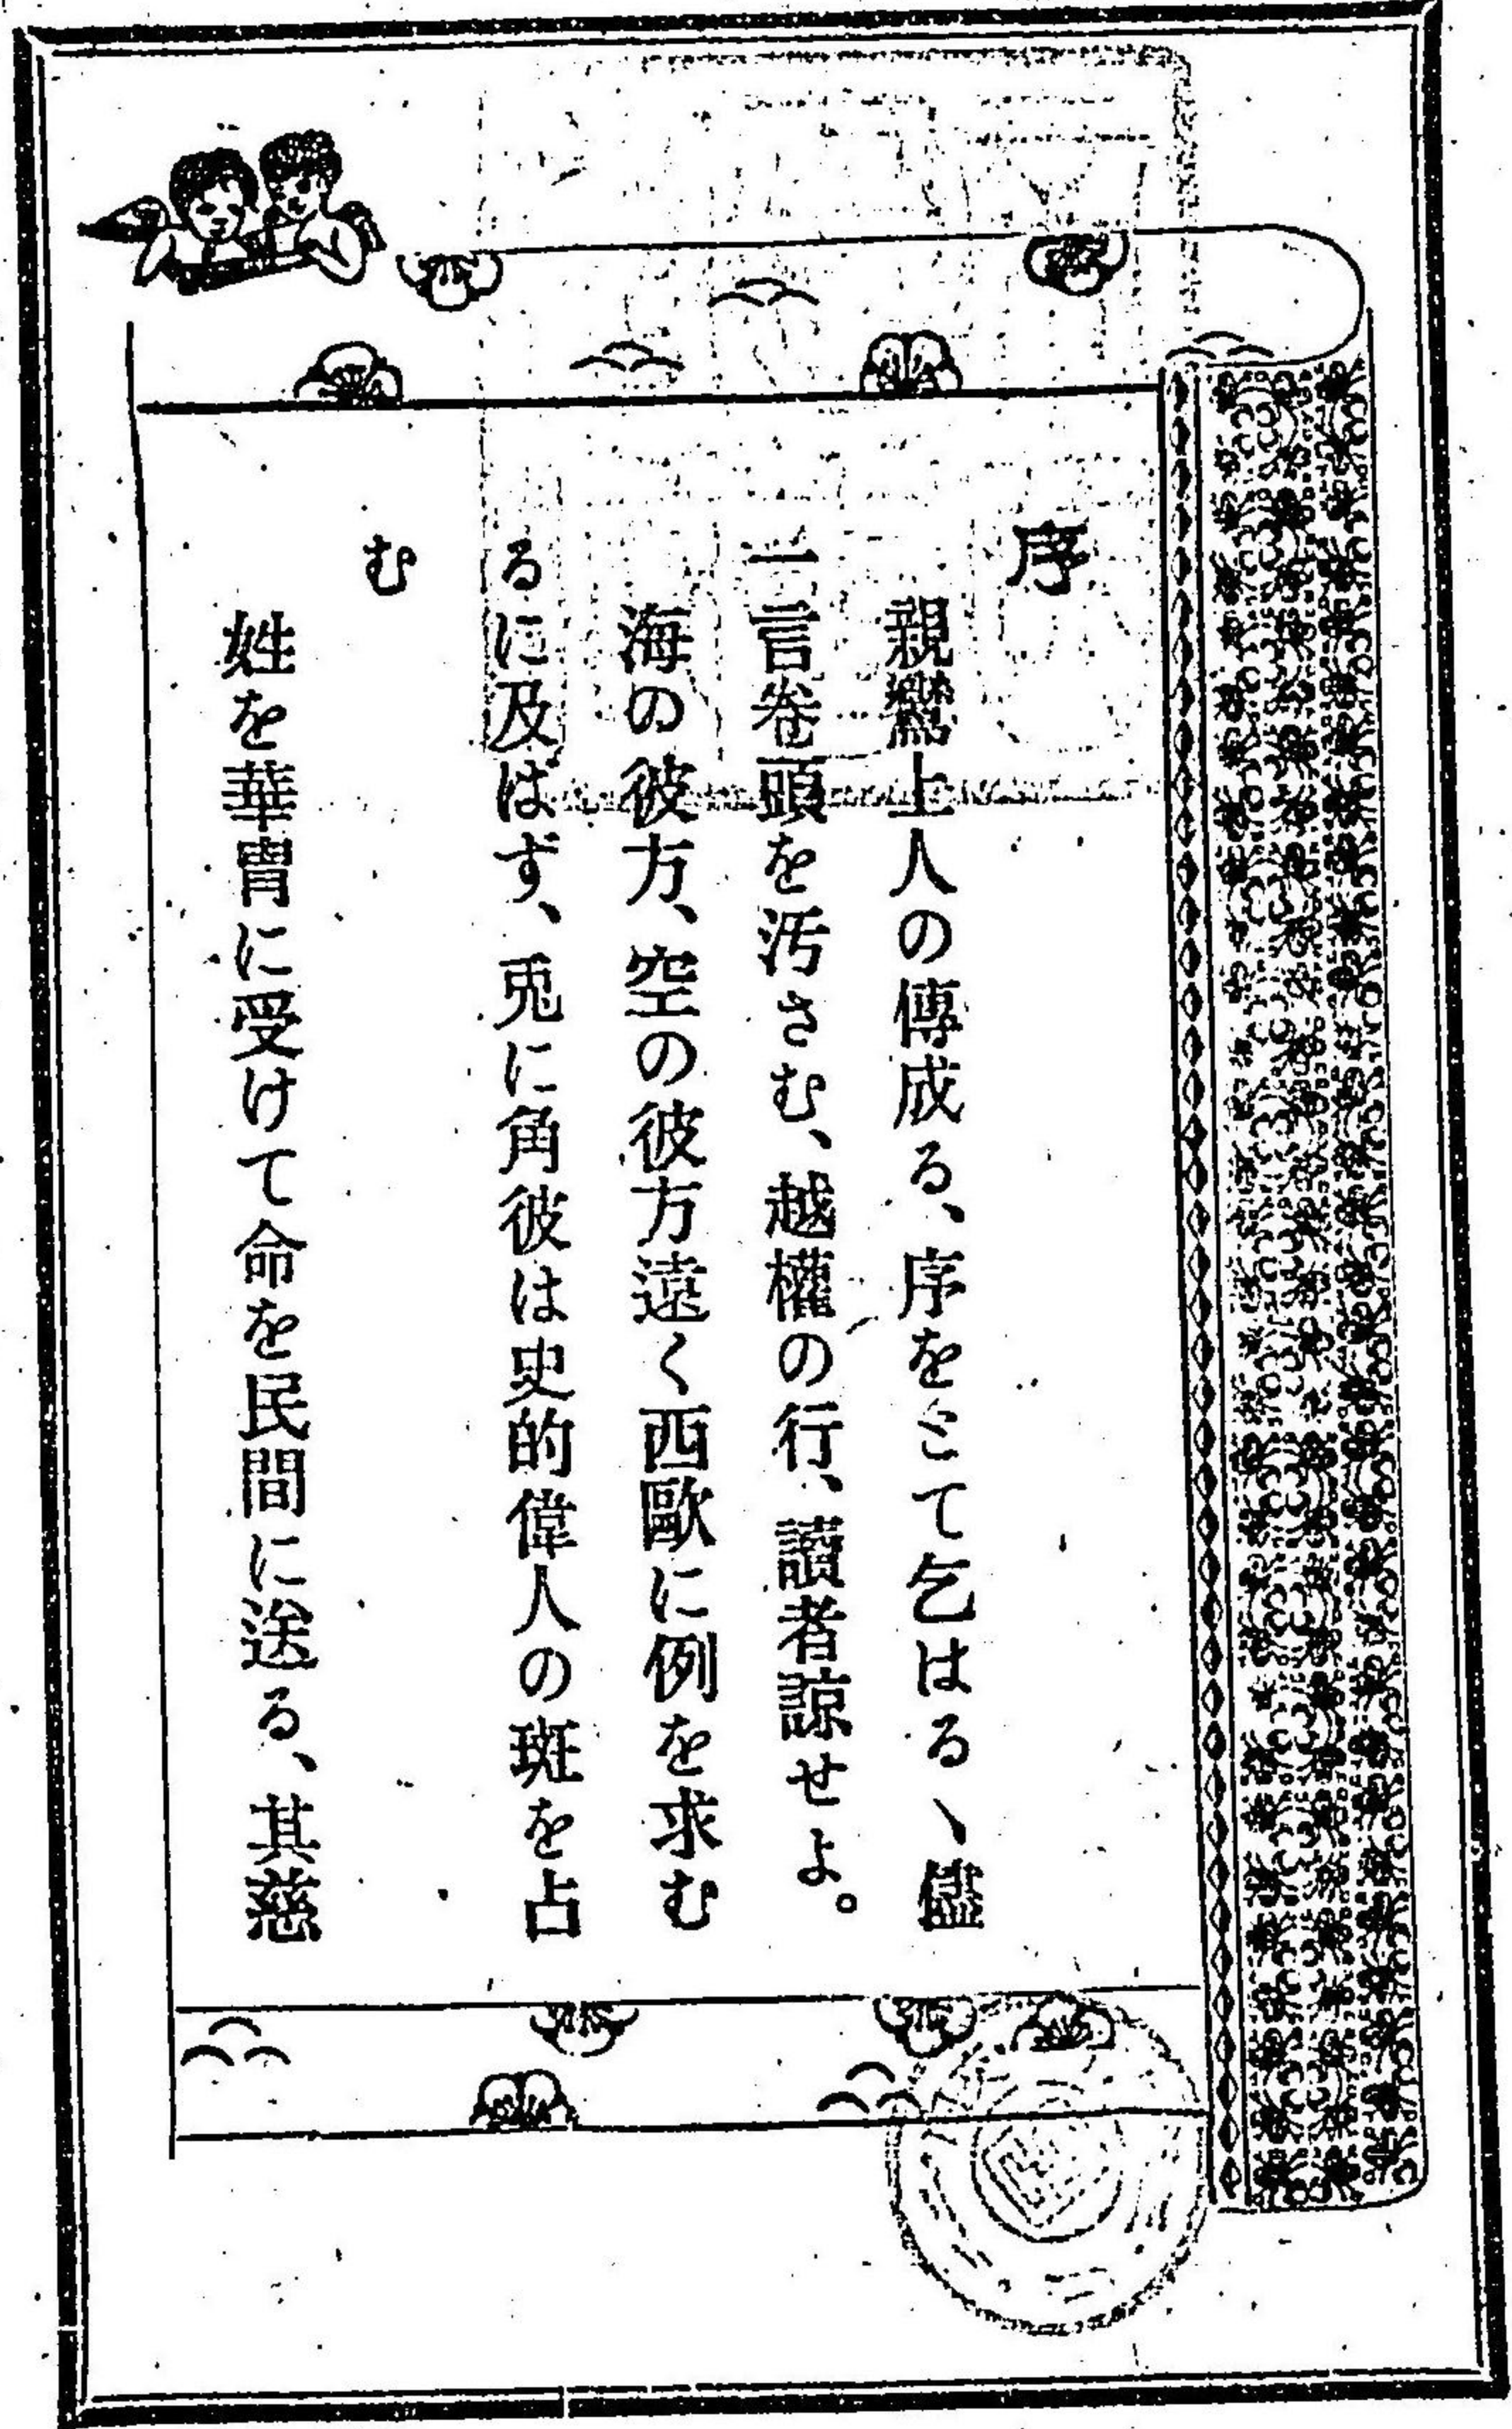 序
親鸞上人の傳成る、序をとて乞はるヽ儘
一言卷頭を汚さむ、越權の行、讀者諒せよ。
海の彼方、空の彼方遠く西歐に例を求む
るに及はず、兎に角彼は史的偉人の斑を占
む
姓を華胄に受けて命を民間に送る、其慈